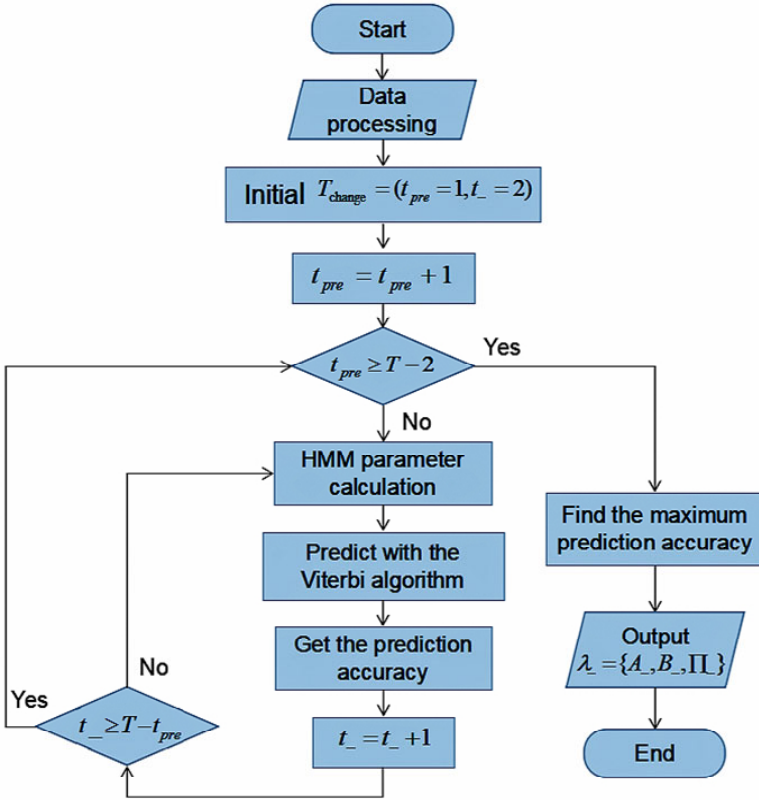 Start
Data
processing
Initial T_change = (t_pre = 1, t_- = 2)
t_pre = t_pre + 1
t_pre ≥ T − 2
Yes
No
HMM parameter
calculation
Predict with the
Viterbi algorithm
Get the prediction
accuracy
t_- = t_- + 1
t_- ≥ T − t_pre
No
Yes
Find the maximum
prediction accuracy
Output
λ_- = {A_-, B_-, Π_-}
End